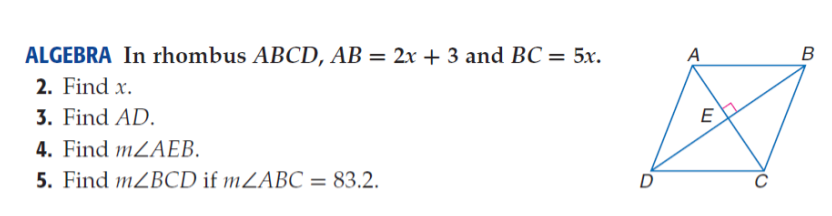 ALGEBRA In rhombus ABCD, AB = 2x + 3 and BC = 5x.
2. Find x.
3. Find AD.
4. Find m∠AEB.
5. Find m∠BCD if m∠ABC = 83.2.
A B
E
D C